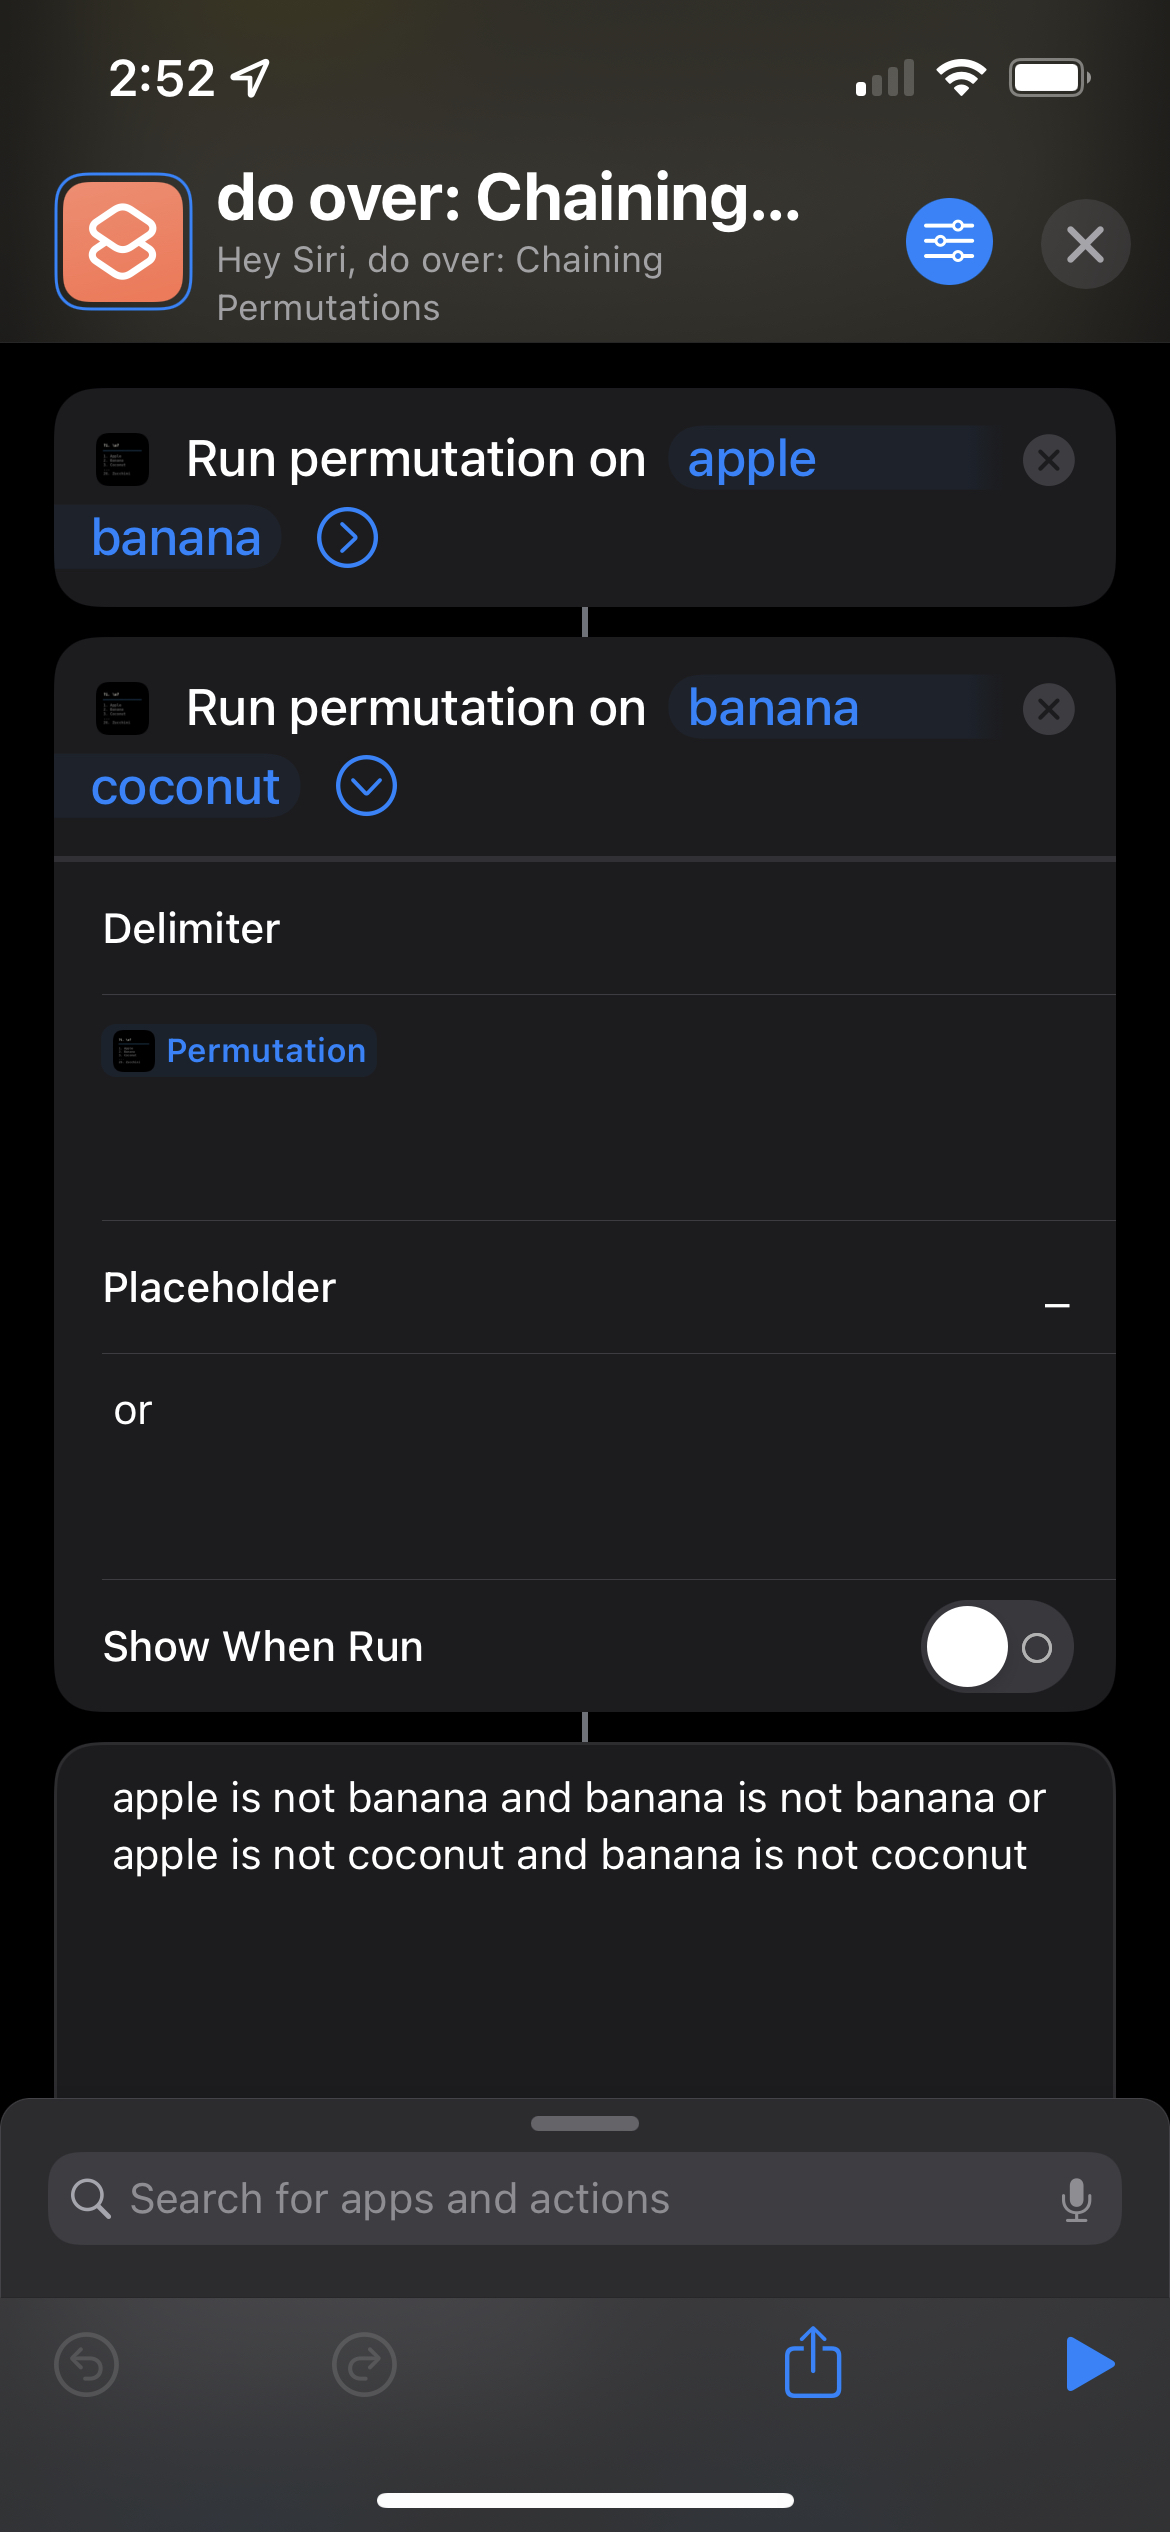 2:52
do over: Chaining...
Hey Siri, do over: Chaining
Permutations
Run permutation on apple
banana
Run permutation on banana
coconut
Delimiter
Permutation
Placeholder _
or
Show When Run
apple is not banana and banana is not banana or
apple is not coconut and banana is not coconut
Search for apps and actions